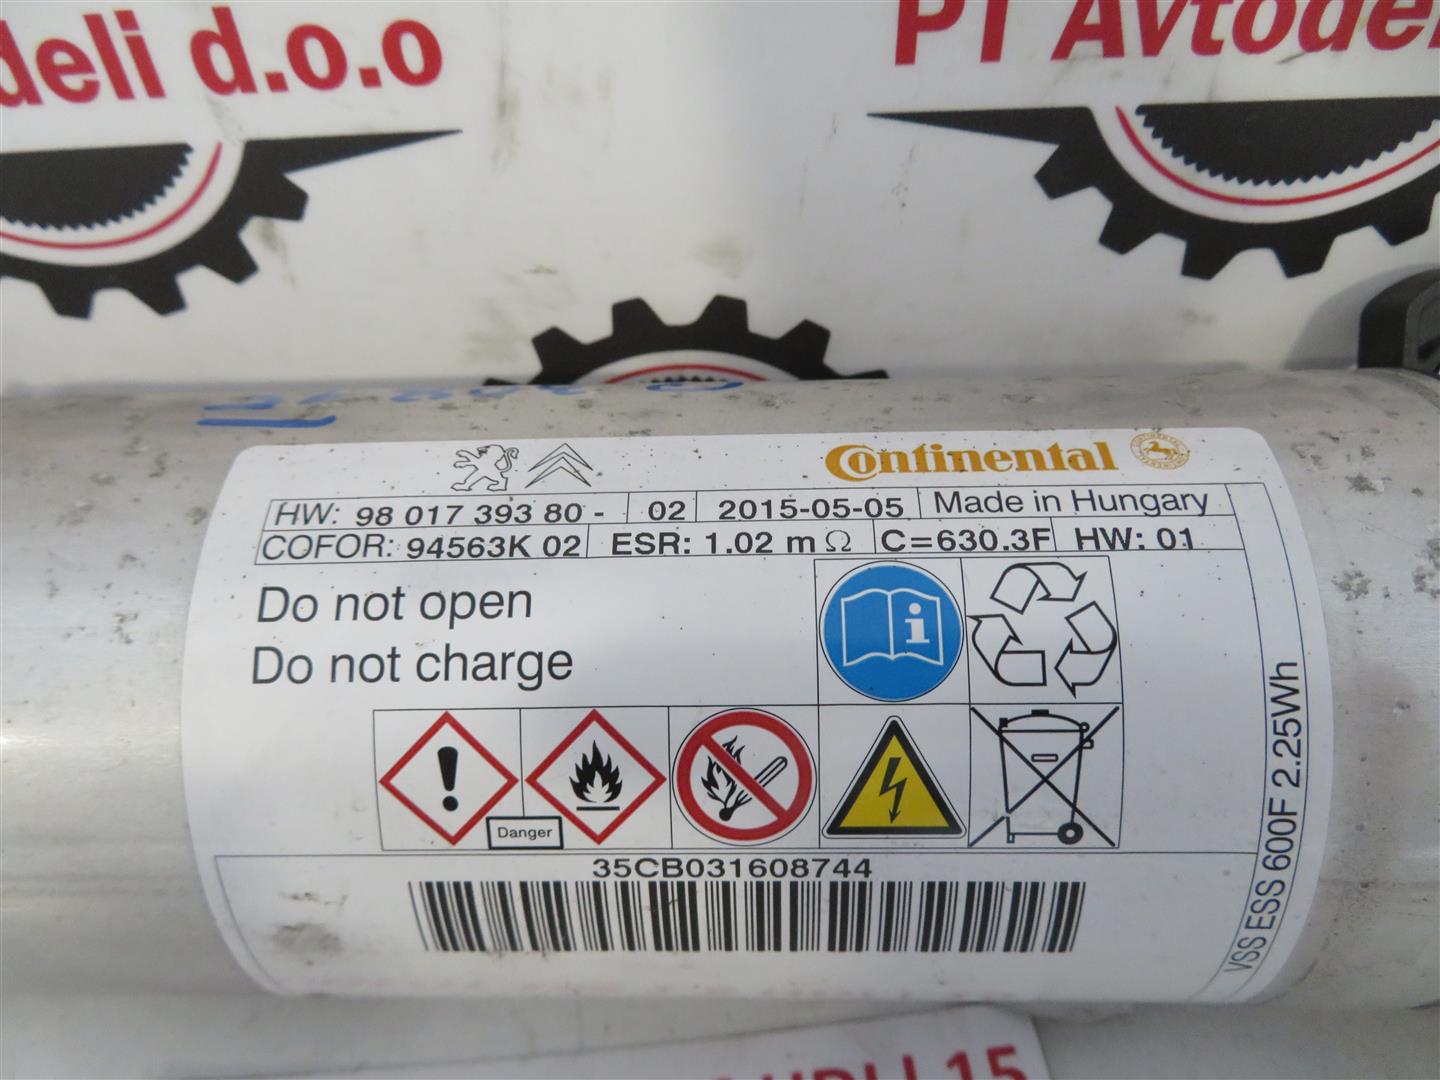 deli d.o.o
PT Avtodel
Continental
HW: 98 017 393 80 - 02 2015-05-05 Made in Hungary
COFOR: 94563K 02 ESR: 1.02 mΩ C=630.3F HW: 01
Do not open
Do not charge
Danger
35CB031608744
VSS ESS 600F 2.25Wh